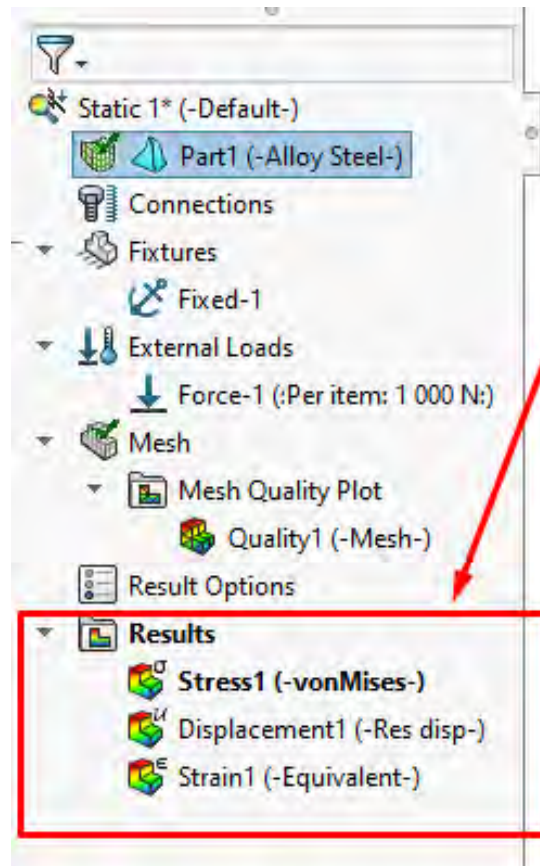 Static 1* (-Default-)
Part1 (-Alloy Steel-)
Connections
Fixtures
Fixed-1
External Loads
Force-1 (:Per item: 1 000 N:)
Mesh
Mesh Quality Plot
Quality1 (-Mesh-)
Result Options
Results
σ
Stress1 (-vonMises-)
u
Displacement1 (-Res disp-)
ϵ
Strain1 (-Equivalent-)